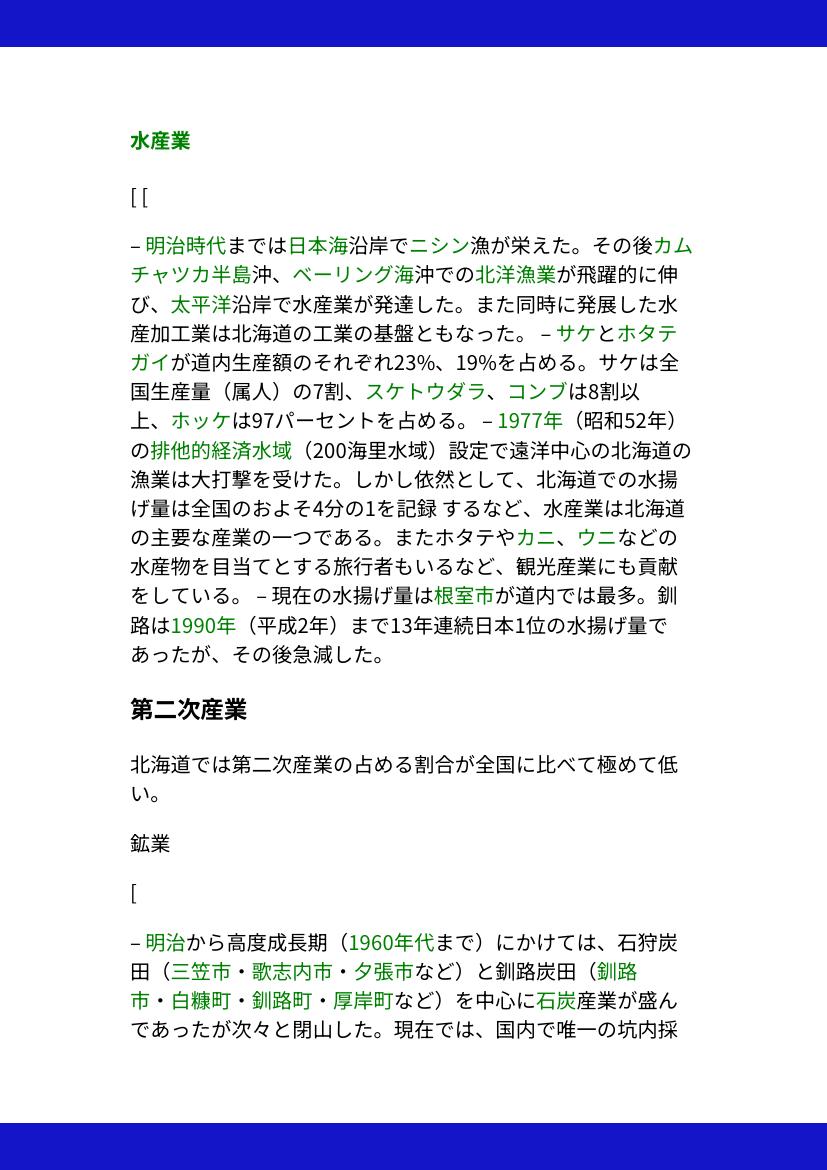 水産業
[ [
– 明治時代までは日本海沿岸でニシン漁が栄えた。その後カム
チャツカ半島沖、ベーリング海沖での北洋漁業が飛躍的に伸
び、太平洋沿岸で水産業が発達した。また同時に発展した水
産加工業は北海道の工業の基盤ともなった。 – サケとホタテ
ガイが道内生産額のそれぞれ23%、19%を占める。サケは全
国生産量（属人）の7割、スケトウダラ、コンブは8割以
上、ホッケは97パーセントを占める。 – 1977年（昭和52年）
の排他的経済水域（200海里水域）設定で遠洋中心の北海道の
漁業は大打撃を受けた。しかし依然として、北海道での水揚
げ量は全国のおよそ4分の1を記録 するなど、水産業は北海道
の主要な産業の一つである。またホタテやカニ、ウニなどの
水産物を目当てとする旅行者もいるなど、観光産業にも貢献
をしている。 – 現在の水揚げ量は根室市が道内では最多。釧
路は1990年（平成2年）まで13年連続日本1位の水揚げ量で
あったが、その後急減した。
第二次産業
北海道では第二次産業の占める割合が全国に比べて極めて低
い。
鉱業
[
– 明治から高度成長期（1960年代まで）にかけては、石狩炭
田（三笠市・歌志内市・夕張市など）と釧路炭田（釧路
市・白糠町・釧路町・厚岸町など）を中心に石炭産業が盛ん
であったが次々と閉山した。現在では、国内で唯一の坑内採